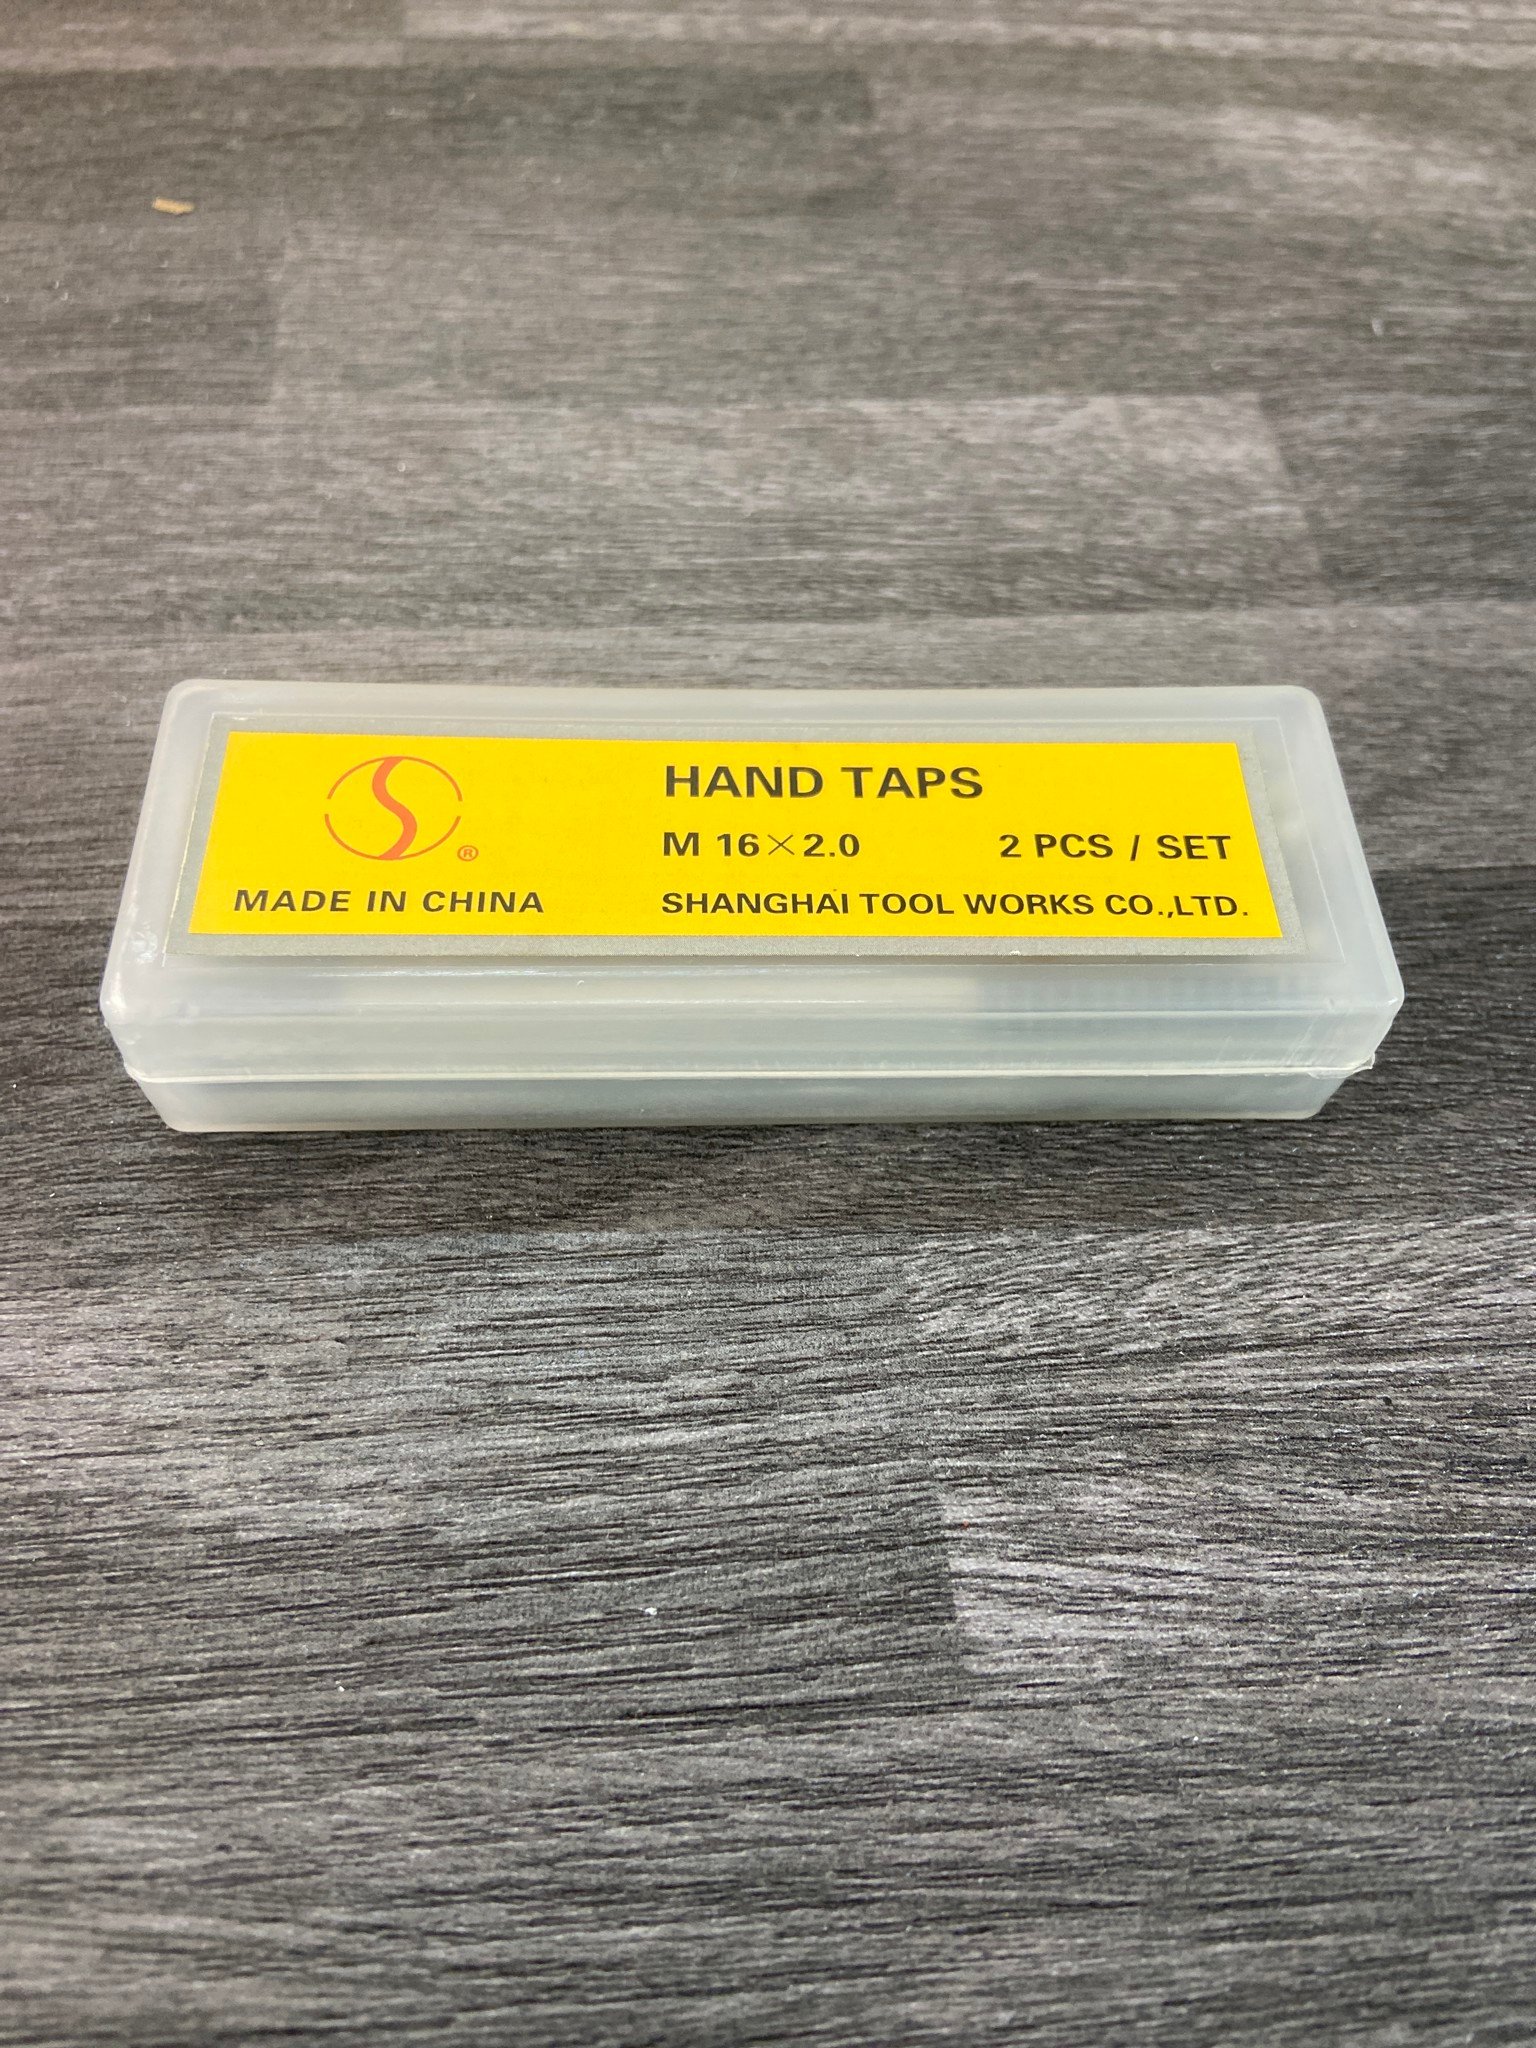 HAND TAPS
M 16×2.0 2 PCS / SET
MADE IN CHINA SHANGHAI TOOL WORKS CO.,LTD.
S ®